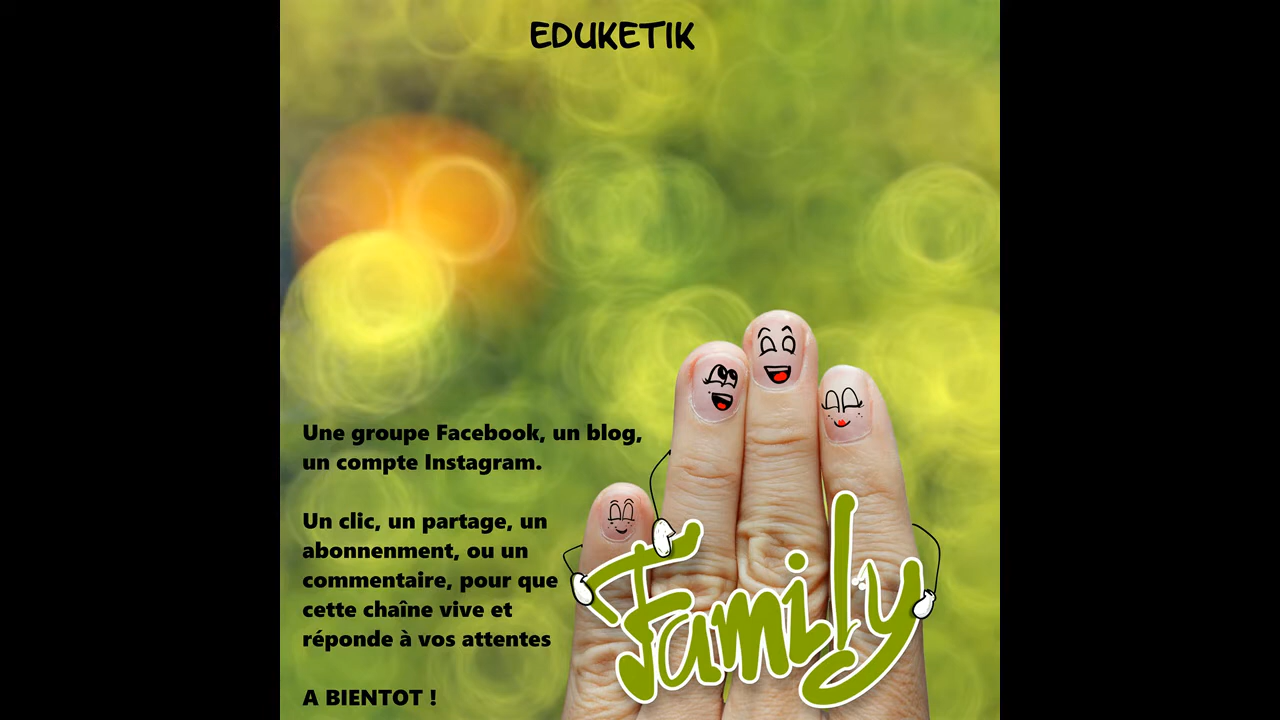 EDUKETIK
Une groupe Facebook, un blog,
un compte Instagram.
Un clic, un partage, un
abonnenment, ou un
commentaire, pour que
cette chaîne vive et
réponde à vos attentes
A BIENTOT !
Family